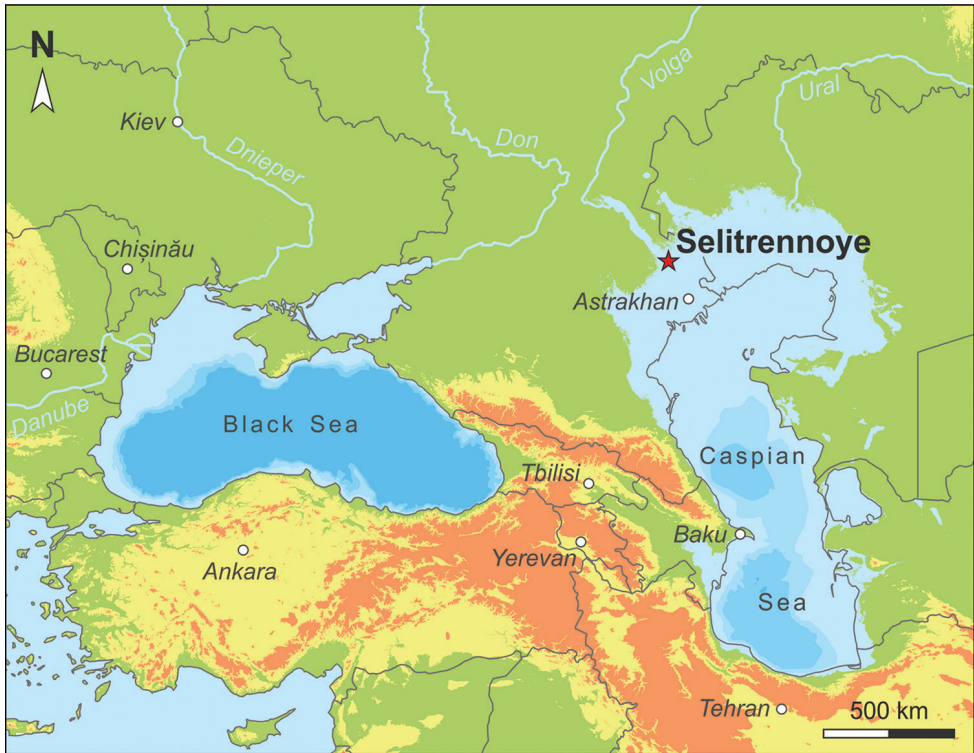 N
Volga
Ural
Kiev
Don
Dnieper
Selitrennoye
Chișinău
Astrakhan
Bucarest
Danube
Black Sea
Caspian
Tbilisi
Baku
Yerevan
Ankara
Sea
Tehran
500 km